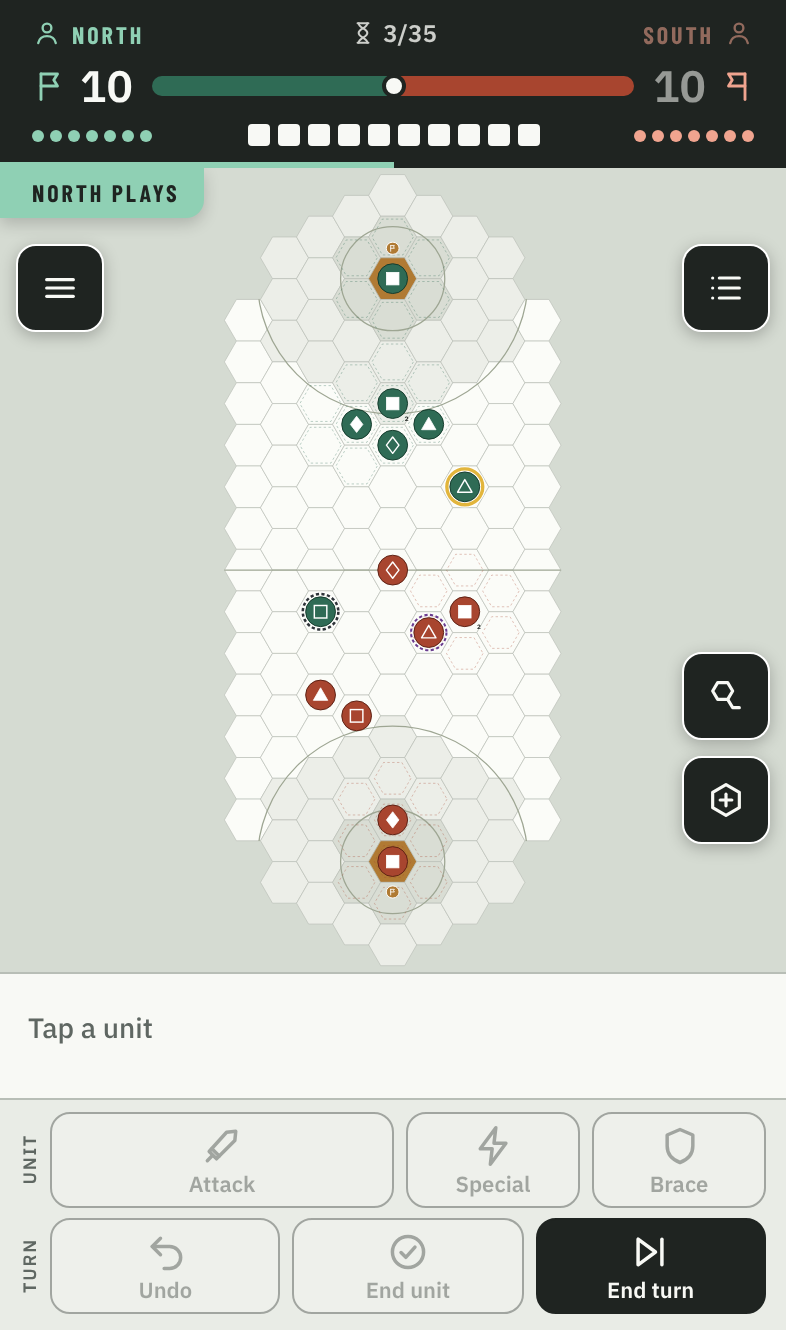 NORTH
3/35
SOUTH
10
10
NORTH PLAYS
P
2
2
P
Tap a unit
UNIT
Attack
Special
Brace
TURN
Undo
End unit
End turn